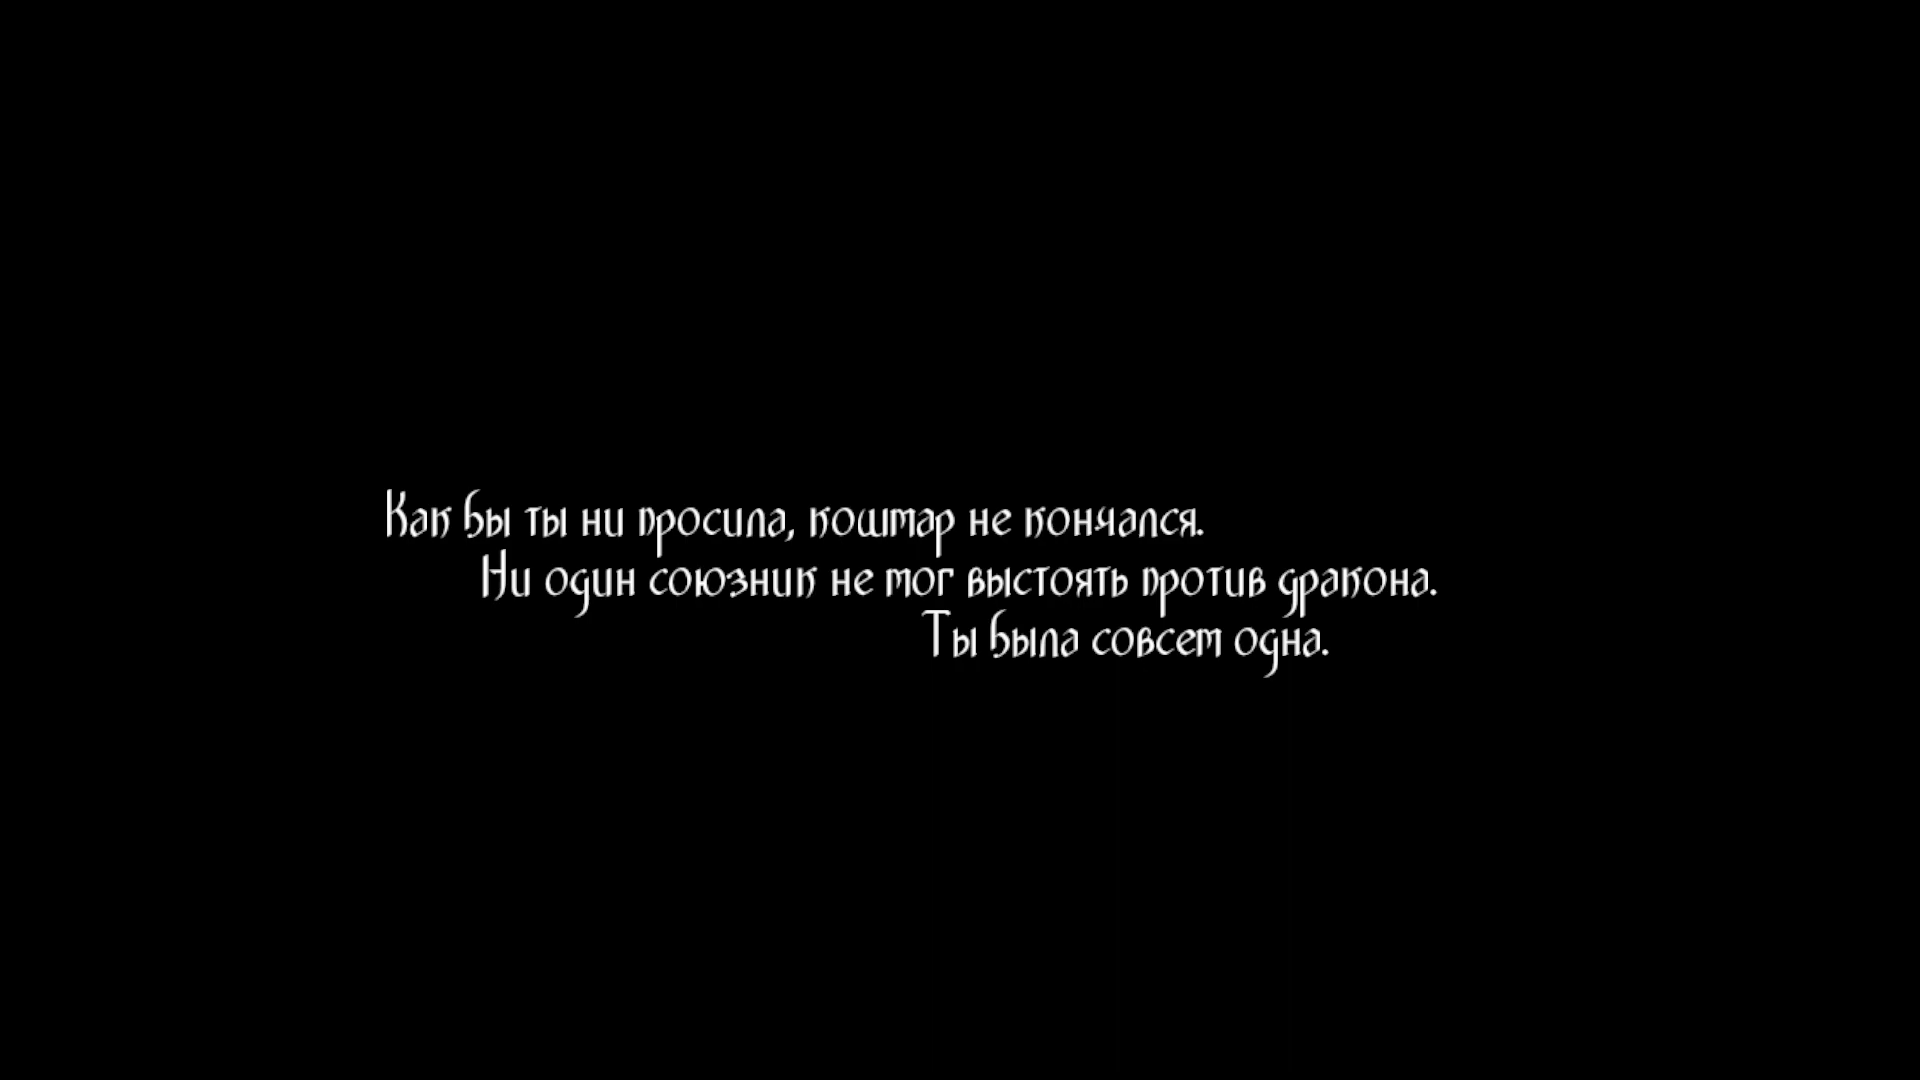 Как бы ты ни просила, кошмар не кончался.
Ни один союзник не мог выстоять против дракона.
Ты была совсем одна.